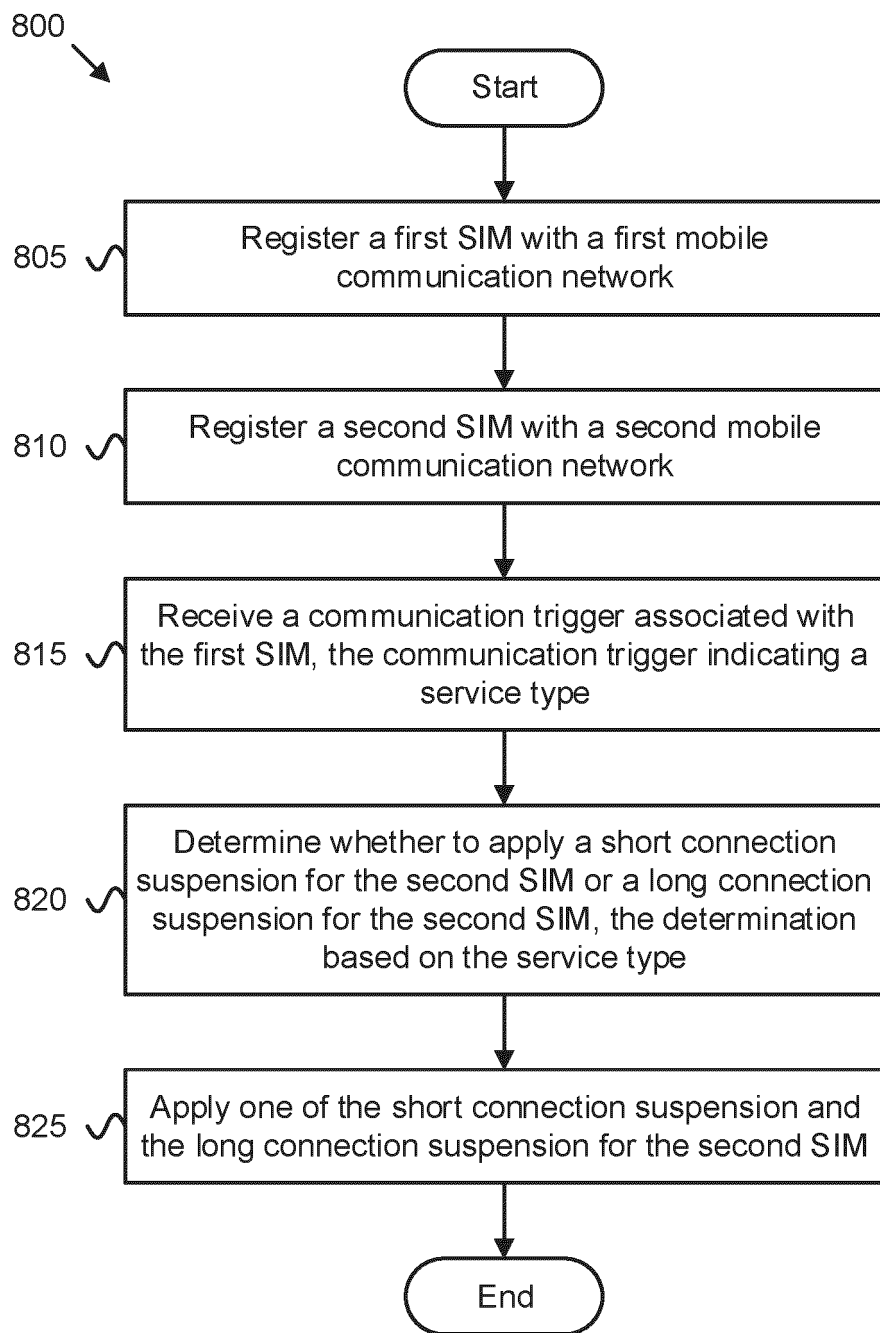 800
Start
805
Register a first SIM with a first mobile
communication network
810
Register a second SIM with a second mobile
communication network
815
Receive a communication trigger associated with
the first SIM, the communication trigger indicating a
service type
820
Determine whether to apply a short connection
suspension for the second SIM or a long connection
suspension for the second SIM, the determination
based on the service type
825
Apply one of the short connection suspension and
the long connection suspension for the second SIM
End